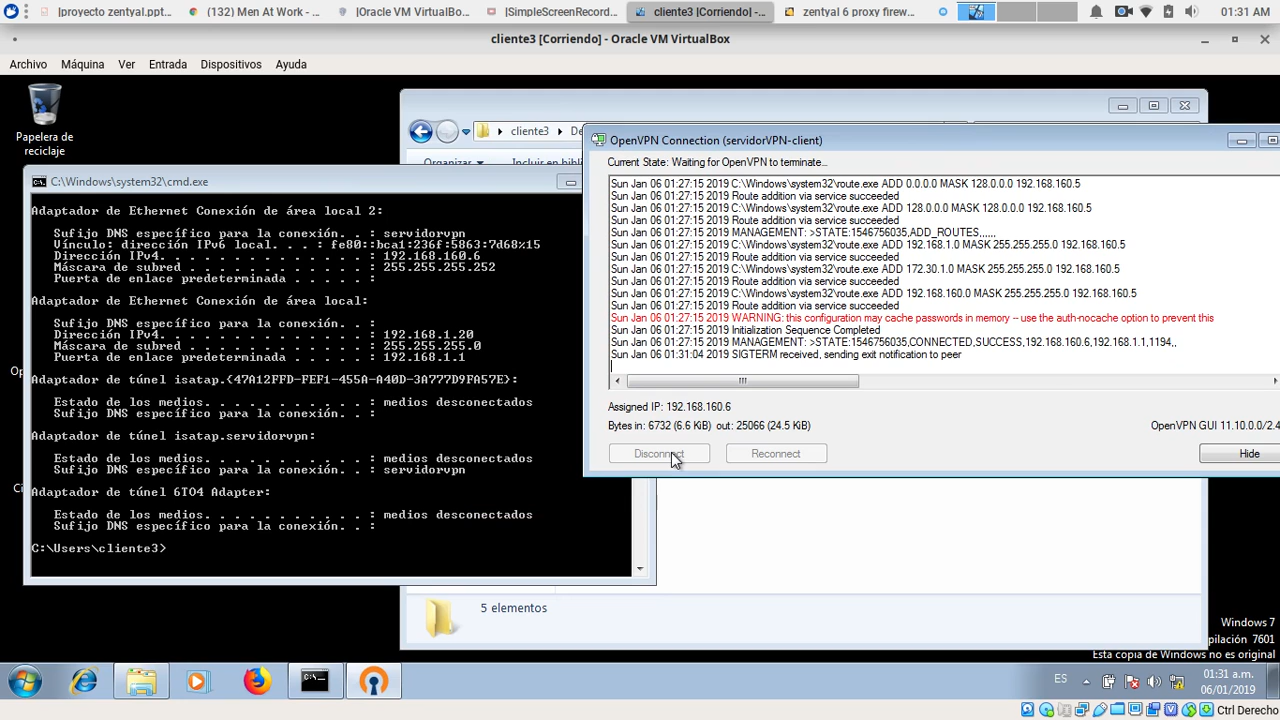 ]proyecto zentyal.ppt...
(132) Men At Work - ...
[Oracle VM VirtualBo...
[SimpleScreenRecord...
cliente3 [Corriendo] -...
zentyal 6 proxy firew...
01:31 AM
cliente3 [Corriendo] - Oracle VM VirtualBox
Archivo Máquina Ver Entrada Dispositivos Ayuda
Papelera de
reciclaje
cliente3
De
Organizar
Incluir en bibli
C:\Windows\system32\cmd.exe
Adaptador de Ethernet Conexión de área local 2:
Sufijo DNS específico para la conexión. . : servidorvpn
Vínculo: dirección IPv6 local. . . : fe80::bca1:236f:5863:7d68%15
Dirección IPv4. . . . . . . . . . . . . . : 192.168.160.6
Máscara de subred . . . . . . . . . . . . : 255.255.255.252
Puerta de enlace predeterminada . . . . . :
Adaptador de Ethernet Conexión de área local:
Sufijo DNS específico para la conexión. . :
Dirección IPv4. . . . . . . . . . . . . . : 192.168.1.20
Máscara de subred . . . . . . . . . . . . : 255.255.255.0
Puerta de enlace predeterminada . . . . . : 192.168.1.1
Adaptador de túnel isatap.{47A12FFD-FEF1-455A-A40D-3A777D9FA57E}:
Estado de los medios. . . . . . . . . . . : medios desconectados
Sufijo DNS específico para la conexión. . :
Adaptador de túnel isatap.servidorvpn:
Estado de los medios. . . . . . . . . . . : medios desconectados
Sufijo DNS específico para la conexión. . : servidorvpn
Adaptador de túnel 6TO4 Adapter:
Estado de los medios. . . . . . . . . . . : medios desconectados
Sufijo DNS específico para la conexión. . :
C:\Users\cliente3>
OpenVPN Connection (servidorVPN-client)
Current State: Waiting for OpenVPN to terminate...
Sun Jan 06 01:27:15 2019 C:\Windows\system32\route.exe ADD 0.0.0.0 MASK 128.0.0.0 192.168.160.5
Sun Jan 06 01:27:15 2019 Route addition via service succeeded
Sun Jan 06 01:27:15 2019 C:\Windows\system32\route.exe ADD 128.0.0.0 MASK 128.0.0.0 192.168.160.5
Sun Jan 06 01:27:15 2019 Route addition via service succeeded
Sun Jan 06 01:27:15 2019 MANAGEMENT: >STATE:1546756035,ADD_ROUTES,,,,,,
Sun Jan 06 01:27:15 2019 C:\Windows\system32\route.exe ADD 192.168.1.0 MASK 255.255.255.0 192.168.160.5
Sun Jan 06 01:27:15 2019 Route addition via service succeeded
Sun Jan 06 01:27:15 2019 C:\Windows\system32\route.exe ADD 172.30.1.0 MASK 255.255.255.0 192.168.160.5
Sun Jan 06 01:27:15 2019 Route addition via service succeeded
Sun Jan 06 01:27:15 2019 C:\Windows\system32\route.exe ADD 192.168.160.0 MASK 255.255.255.0 192.168.160.5
Sun Jan 06 01:27:15 2019 Route addition via service succeeded
Sun Jan 06 01:27:15 2019 WARNING: this configuration may cache passwords in memory -- use the auth-nocache option to prevent this
Sun Jan 06 01:27:15 2019 Initialization Sequence Completed
Sun Jan 06 01:27:15 2019 MANAGEMENT: >STATE:1546756035,CONNECTED,SUCCESS,192.168.160.6,192.168.1.1,1194,,
Sun Jan 06 01:31:04 2019 SIGTERM received, sending exit notification to peer
Assigned IP: 192.168.160.6
Bytes in: 6732 (6.6 KiB) out: 25066 (24.5 KiB)
OpenVPN GUI 11.10.0.0/2.4
Disconnect
Reconnect
Hide
5 elementos
Windows 7
pilación 7601
Esta copia de Windows no es original
ES
01:31 a.m.
06/01/2019
Ctrl Derecho